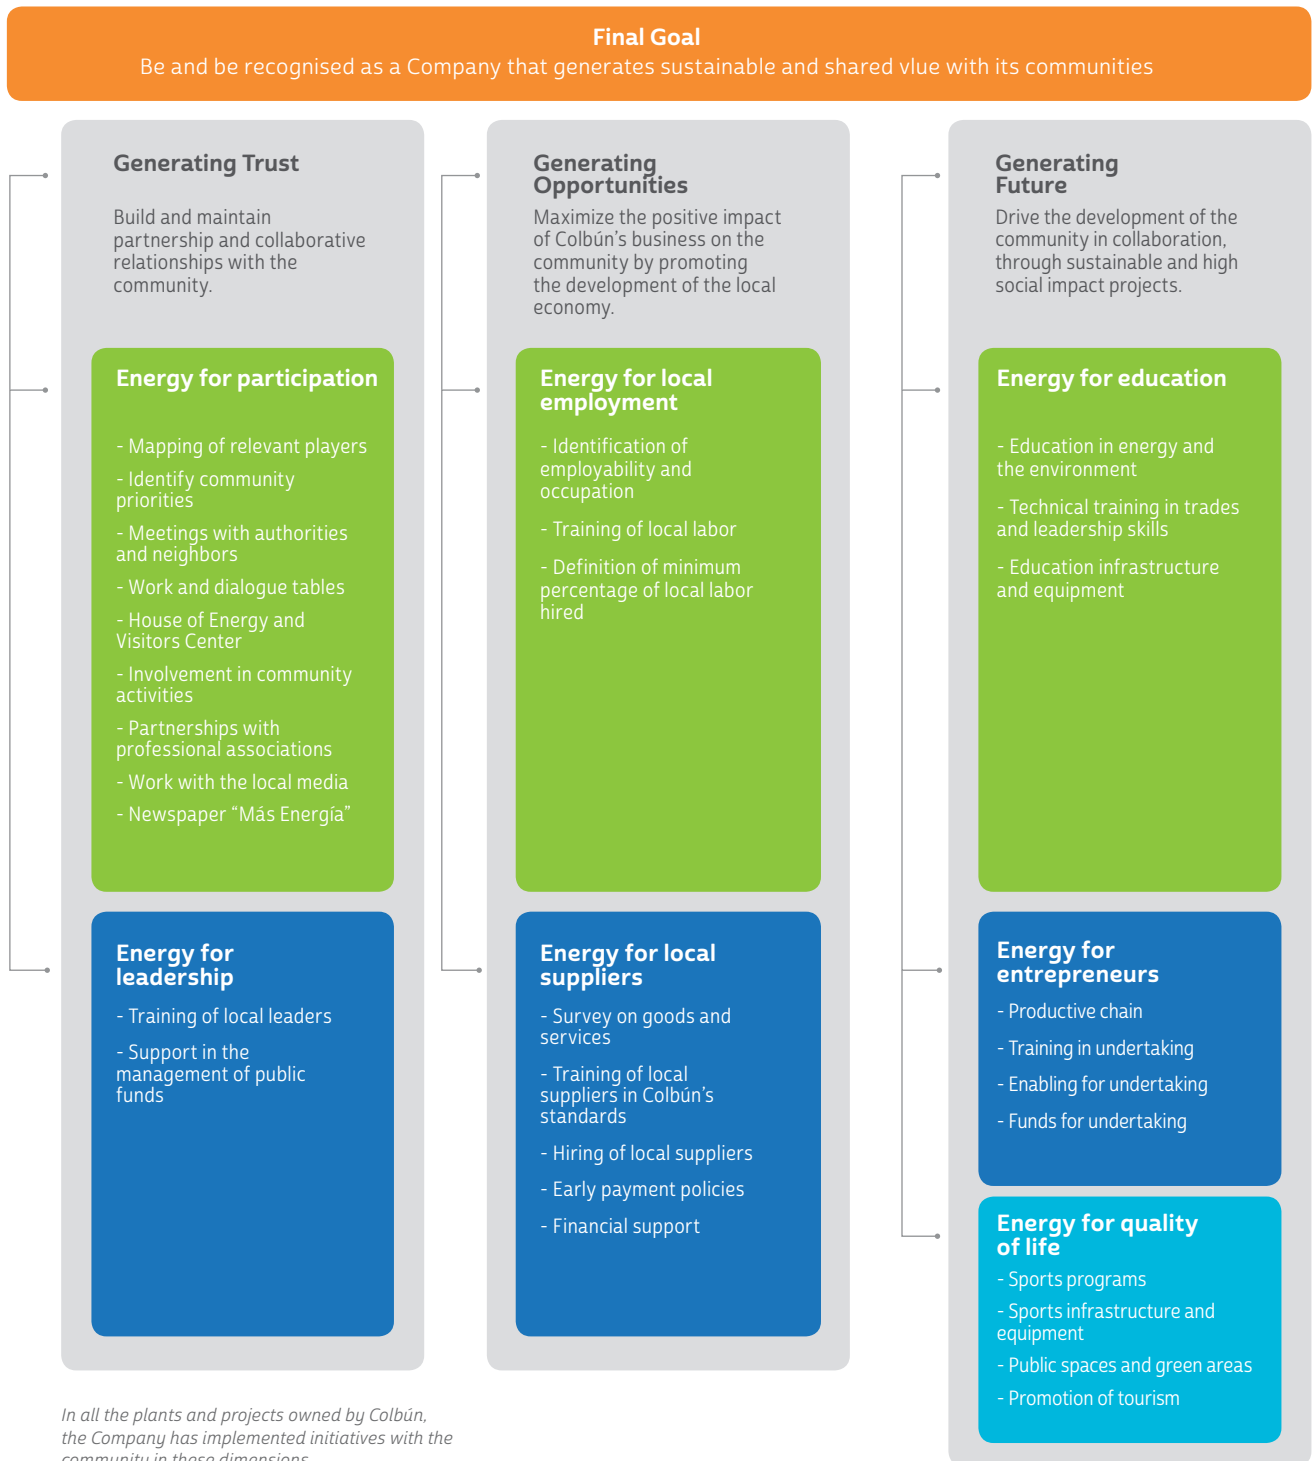 Final Goal
Be and be recognised as a Company that generates sustainable and shared vlue with its communities
Generating Trust
Build and maintain
partnership and collaborative
relationships with the
community.
Energy for participation
- Mapping of relevant players
- Identify community
priorities
- Meetings with authorities
and neighbors
- Work and dialogue tables
- House of Energy and
Visitors Center
- Involvement in community
activities
- Partnerships with
professional associations
- Work with the local media
- Newspaper “Más Energía”
Energy for
leadership
- Training of local leaders
- Support in the
management of public
funds
Generating
Opportunities
Maximize the positive impact
of Colbún’s business on the
community by promoting
the development of the local
economy.
Energy for local
employment
- Identification of
employability and
occupation
- Training of local labor
- Definition of minimum
percentage of local labor
hired
Energy for local
suppliers
- Survey on goods and
services
- Training of local
suppliers in Colbún’s
standards
- Hiring of local suppliers
- Early payment policies
- Financial support
Generating
Future
Drive the development of the
community in collaboration,
through sustainable and high
social impact projects.
Energy for education
- Education in energy and
the environment
- Technical training in trades
and leadership skills
- Education infrastructure
and equipment
Energy for
entrepreneurs
- Productive chain
- Training in undertaking
- Enabling for undertaking
- Funds for undertaking
Energy for quality
of life
- Sports programs
- Sports infrastructure and
equipment
- Public spaces and green areas
- Promotion of tourism
In all the plants and projects owned by Colbún,
the Company has implemented initiatives with the
community in these dimensions